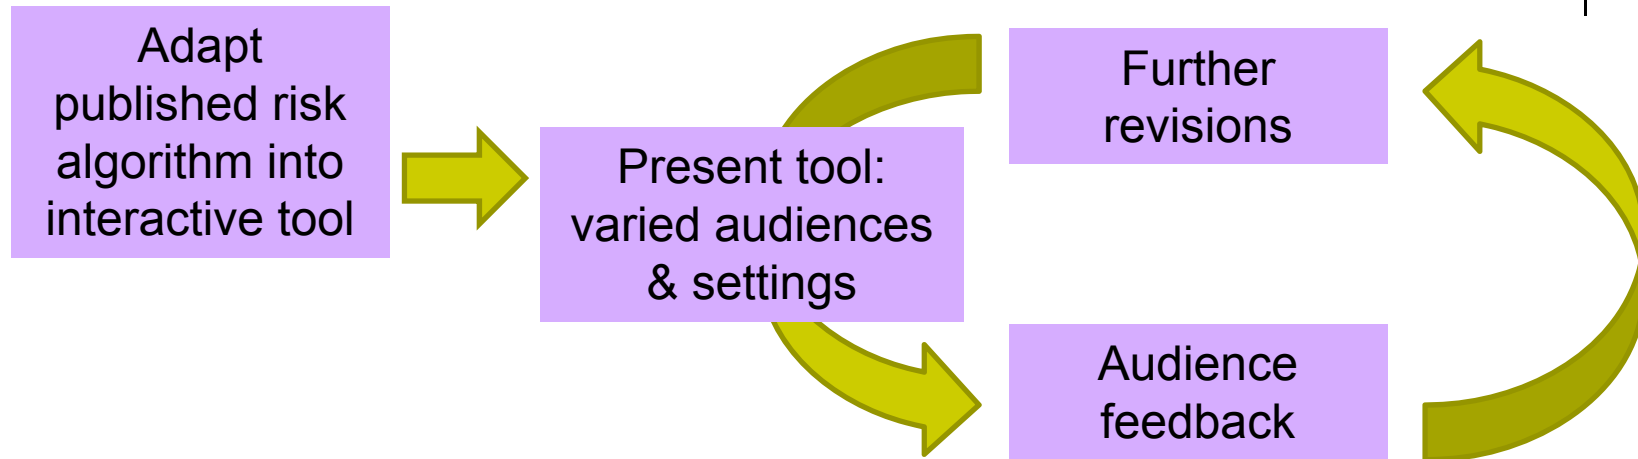 Adapt
published risk
algorithm into
interactive tool
Present tool:
varied audiences
& settings
Further
revisions
Audience
feedback